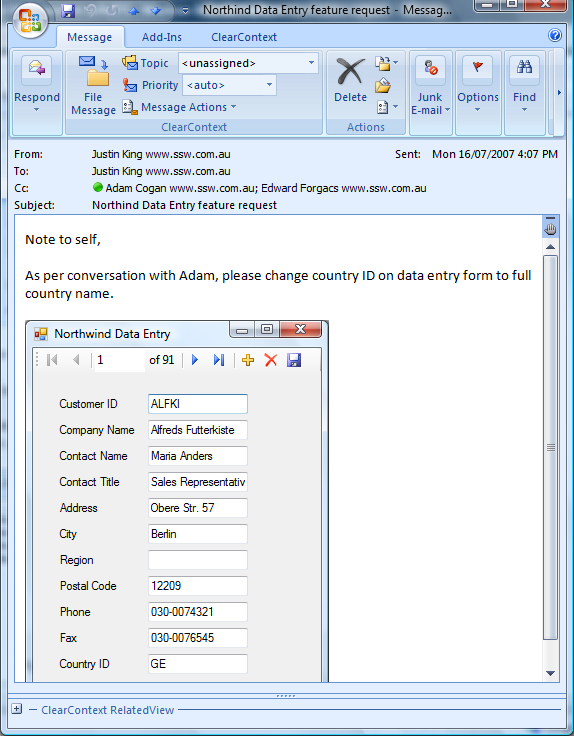 Northind Data Entry feature request - Messag...
Message Add-Ins ClearContext
Respond
File Message
Topic <unassigned>
Priority <auto>
Message Actions
ClearContext
Delete
Actions
Junk E-mail
Options
Find
From: Justin King www.ssw.com.au Sent: Mon 16/07/2007 4:07 PM
To: Justin King www.ssw.com.au
Cc: Adam Cogan www.ssw.com.au; Edward Forgacs www.ssw.com.au
Subject: Northind Data Entry feature request
Note to self,
As per conversation with Adam, please change country ID on data entry form to full
country name.
Northwind Data Entry
1 of 91
Customer ID ALFKI
Company Name Alfreds Futterkiste
Contact Name Maria Anders
Contact Title Sales Representativ
Address Obere Str. 57
City Berlin
Region
Postal Code 12209
Phone 030-0074321
Fax 030-0076545
Country ID GE
ClearContext RelatedView